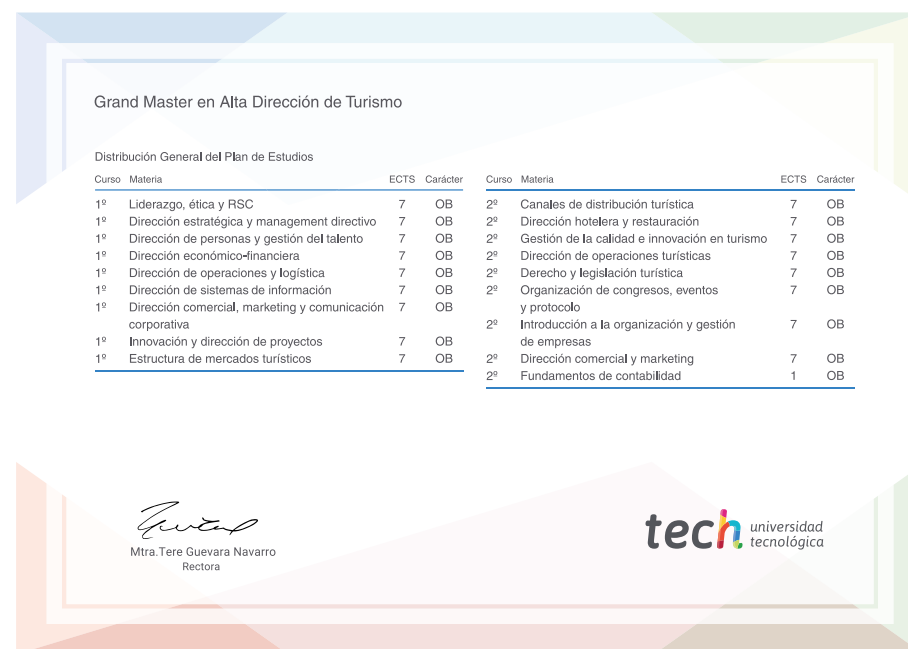 Grand Master en Alta Dirección de Turismo
Distribución General del Plan de Estudios
Curso Materia ECTS Carácter
1º Liderazgo, ética y RSC 7 OB
1º Dirección estratégica y management directivo 7 OB
1º Dirección de personas y gestión del talento 7 OB
1º Dirección económico-financiera 7 OB
1º Dirección de operaciones y logística 7 OB
1º Dirección de sistemas de información 7 OB
1º Dirección comercial, marketing y comunicación 7 OB
corporativa
1º Innovación y dirección de proyectos 7 OB
1º Estructura de mercados turísticos 7 OB
Curso Materia ECTS Carácter
2º Canales de distribución turística 7 OB
2º Dirección hotelera y restauración 7 OB
2º Gestión de la calidad e innovación en turismo 7 OB
2º Dirección de operaciones turísticas 7 OB
2º Derecho y legislación turística 7 OB
2º Organización de congresos, eventos 7 OB
y protocolo
2º Introducción a la organización y gestión 7 OB
de empresas
2º Dirección comercial y marketing 7 OB
2º Fundamentos de contabilidad 1 OB
Mtra.Tere Guevara Navarro
Rectora
tech universidad
tecnológica